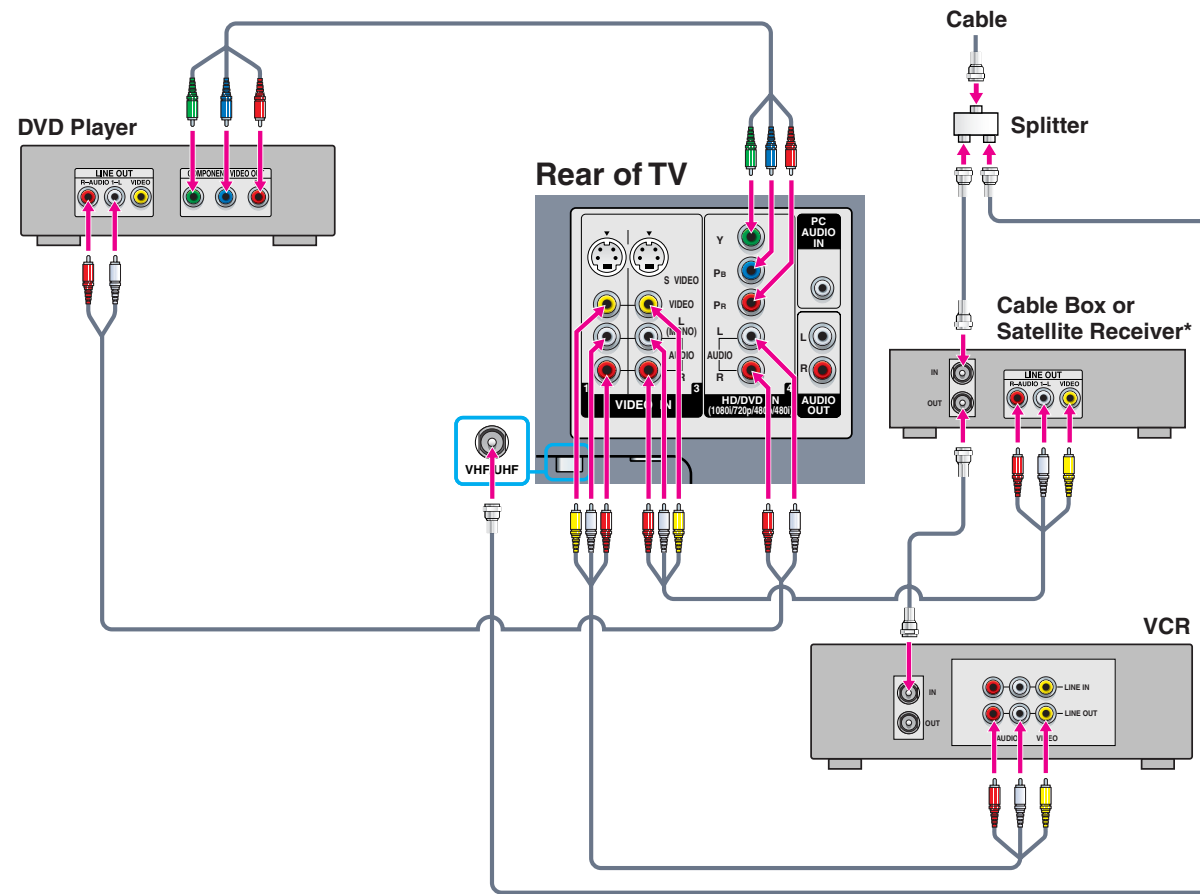 Cable
Splitter
DVD Player
LINE OUT
R–AUDIO 1–L VIDEO
COMPONENT VIDEO OUT
Rear of TV
Y
PB
PR
L
AUDIO
R
S VIDEO
VIDEO
L
(MONO)
AUDIO
R
1
VIDEO IN
3
HD/DVD IN
4
(1080i/720p/480p/480i)
PC
AUDIO
IN
L
R
AUDIO
OUT
VHF/UHF
Cable Box or
Satellite Receiver*
IN
OUT
LINE OUT
R–AUDIO 1–L VIDEO
VCR
IN
OUT
LINE IN
LINE OUT
AUDIO
VIDEO